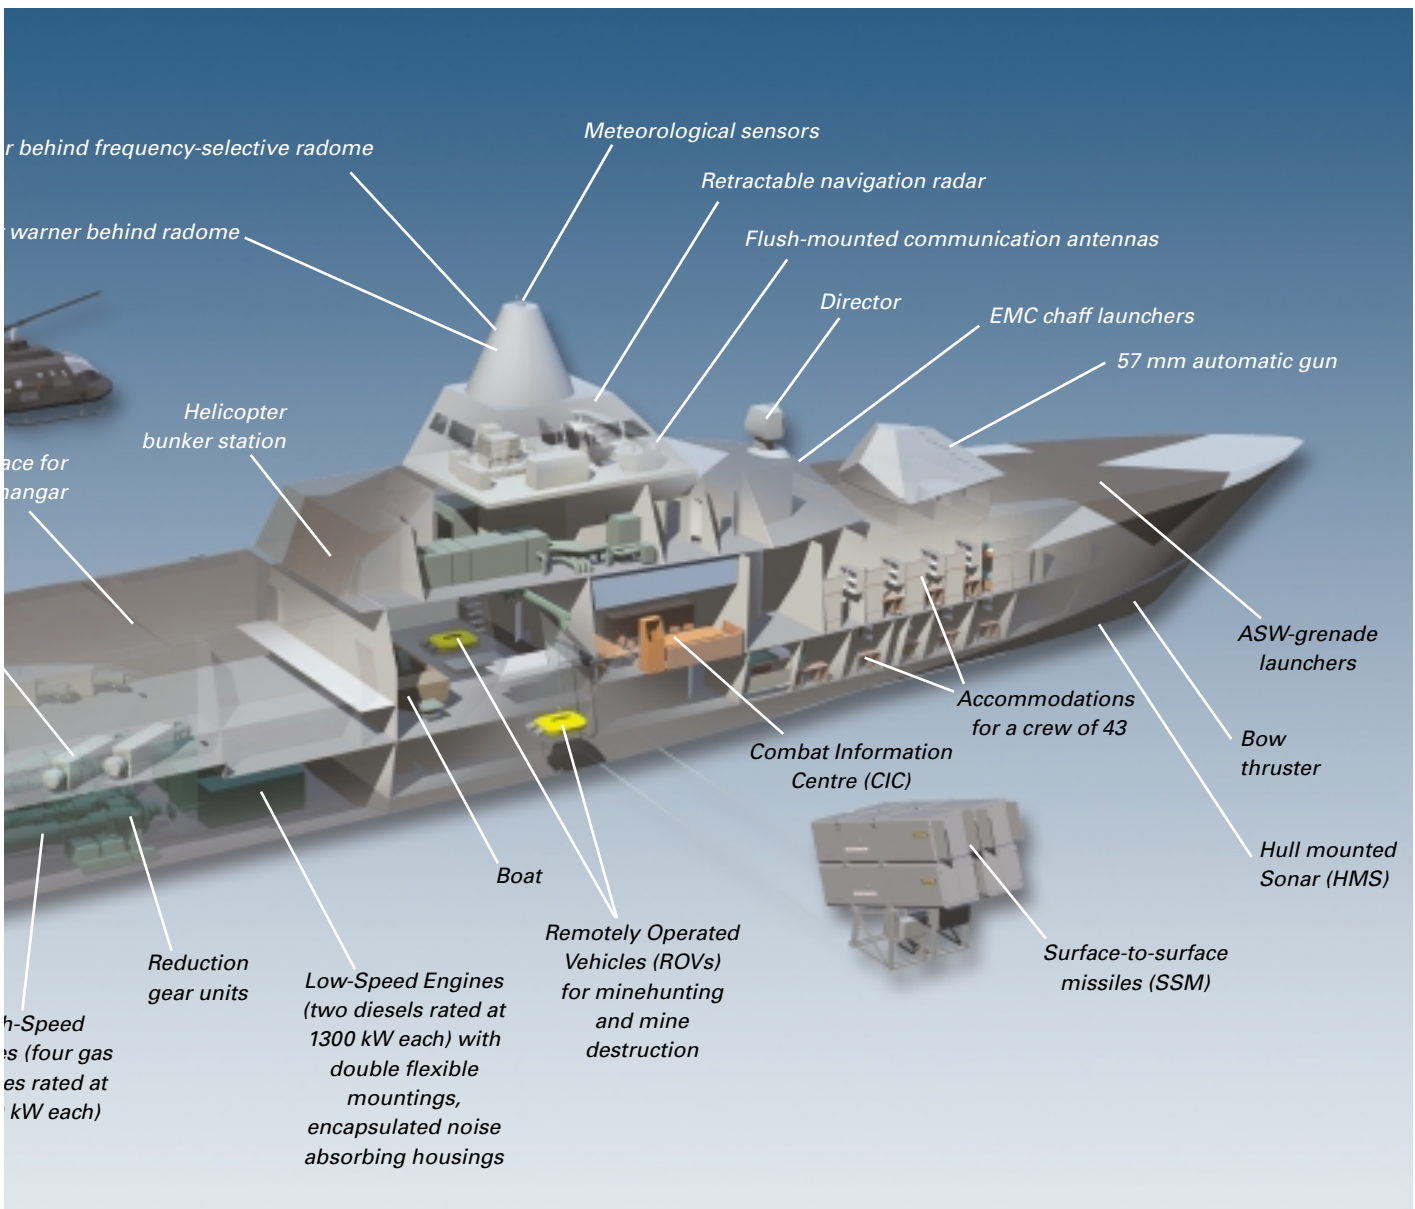 Meteorological sensors
r behind frequency-selective radome
Retractable navigation radar
warner behind radome
Flush-mounted communication antennas
Director
EMC chaff launchers
57 mm automatic gun
Helicopter
bunker station
ace for
hangar
ASW-grenade
launchers
Accommodations
for a crew of 43
Combat Information
Centre (CIC)
Bow
thruster
Hull mounted
Sonar (HMS)
Boat
Remotely Operated
Vehicles (ROVs)
for minehunting
and mine
destruction
Surface-to-surface
missiles (SSM)
Reduction
gear units
Low-Speed Engines
(two diesels rated at
1300 kW each) with
double flexible
mountings,
encapsulated noise
absorbing housings
h-Speed
es (four gas
es rated at
kW each)